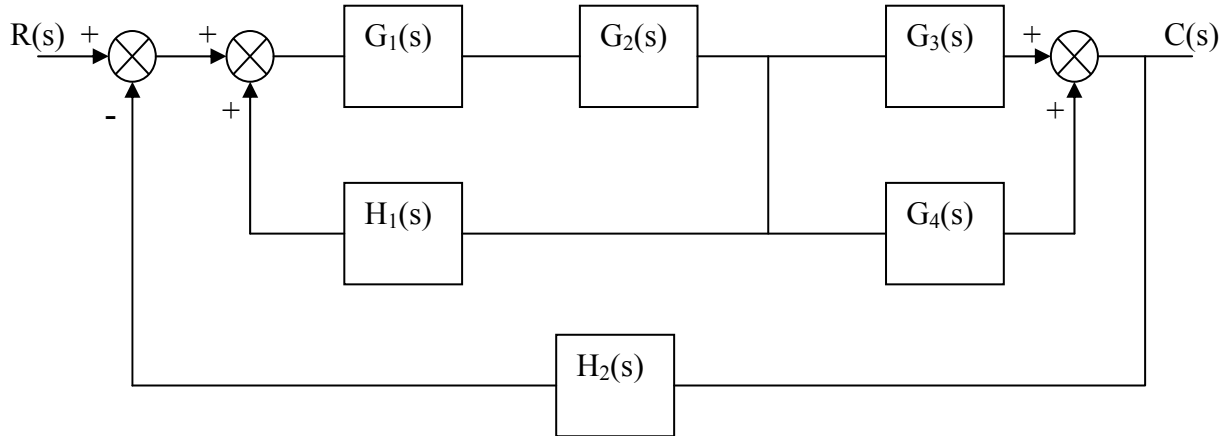 R(s) + + G₁(s) G₂(s) G₃(s) + C(s)
- + +
H₁(s) G₄(s)
H₂(s)